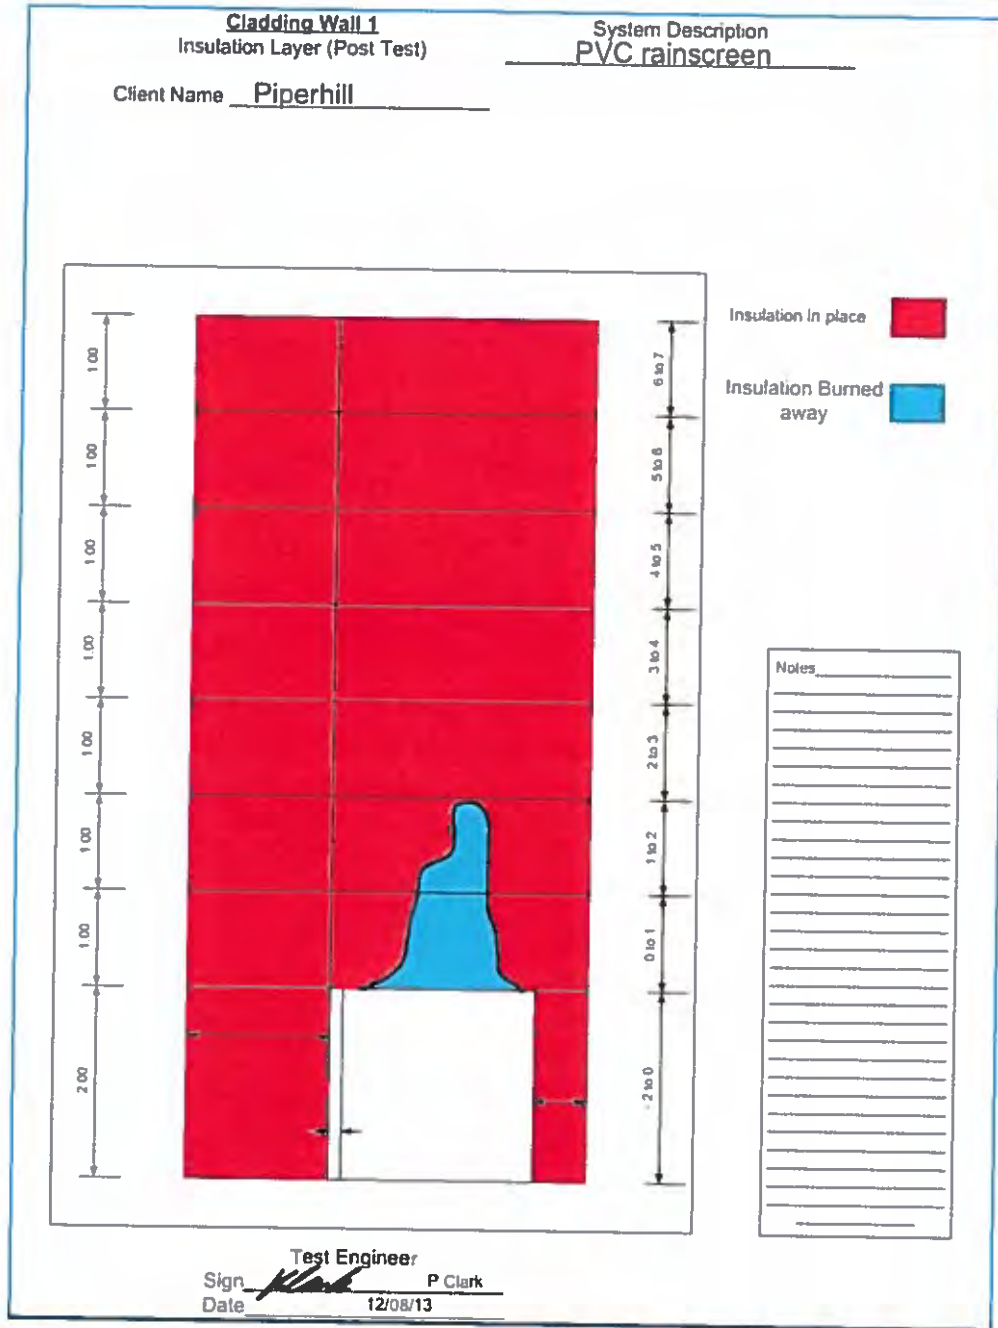 Cladding Wall 1
Insulation Layer (Post Test)
System Description
PVC rainscreen
Client Name Piperhill
Insulation in place
Insulation Burned
away
1 00
1 00
1 00
1.00
1 00
1 00
1.00
2 00
6 to 7
5 to 6
4 to 5
3 to 4
2 to 3
1 to 2
0 to 1
- 2 to 0
Notes
Test Engineer
Sign P Clark
Date 12/08/13